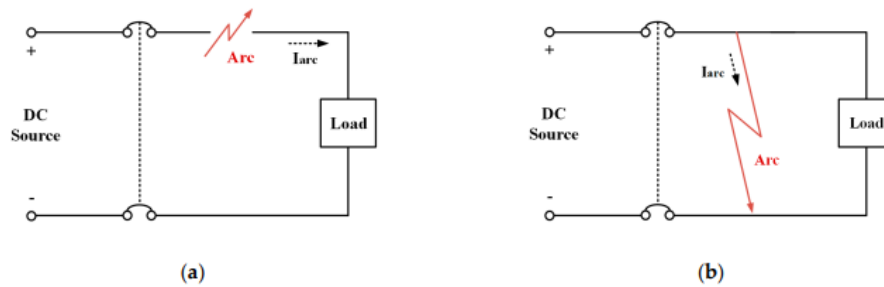 +
Arc
Iarc
DC
Source
Load
-
(a)
+
Iarc
DC
Source
Arc
Load
-
(b)